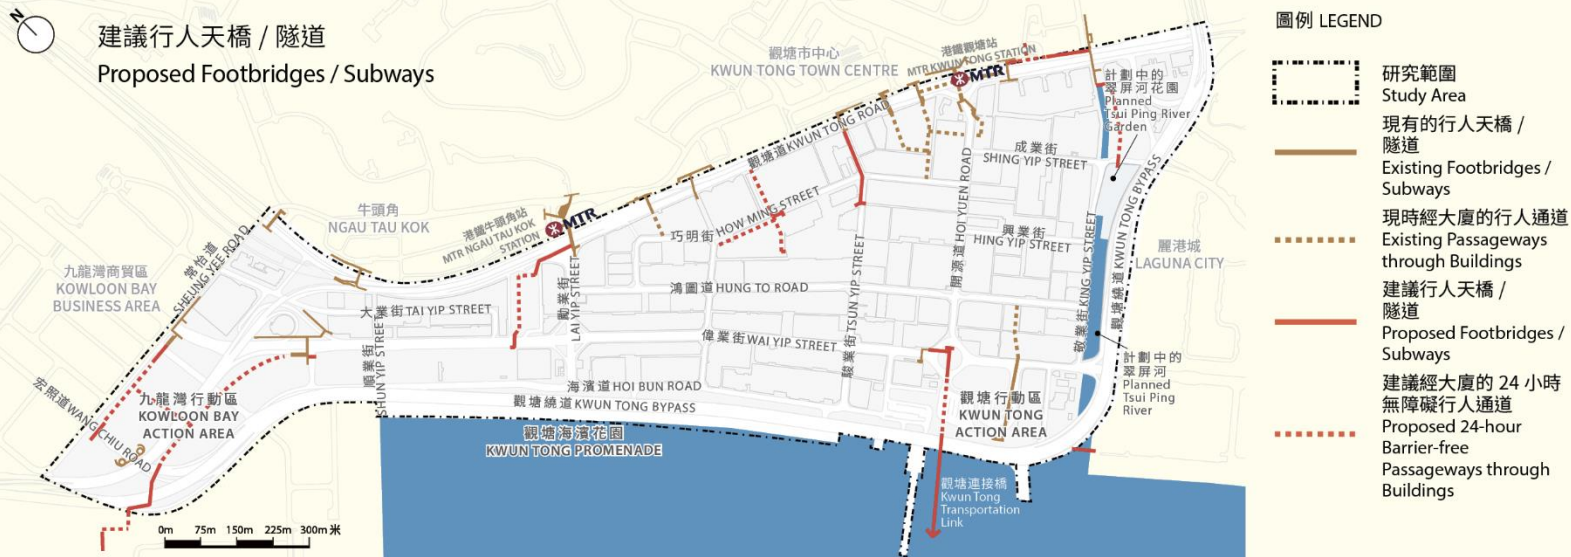 N
建議行人天橋 / 隧道
Proposed Footbridges / Subways
觀塘市中心
KWUN TONG TOWN CENTRE
港鐵觀塘站
MTR KWUN TONG STATION
MTR
計劃中的
翠屏河花園
Planned
Tsui Ping River
Garden
觀塘道 KWUN TONG ROAD
成業街
SHING YIP STREET
牛頭角
NGAU TAU KOK
港鐵牛頭角站
MTR NGAU TAU KOK
STATION
MTR
巧明街 HOW MING STREET
開源道 HOI YUEN ROAD
興業街
HING YIP STREET
觀塘繞道 KWUN TONG BYPASS
麗港城
LAGUNA CITY
常怡道
SHEUNG YEE ROAD
九龍灣商貿區
KOWLOON BAY
BUSINESS AREA
大業街 TAI YIP STREET
勵業街
LAI YIP STREET
鴻圖道 HUNG TO ROAD
駿業街 TSUN YIP STREET
敬業街 KING YIP STREET
偉業街 WAI YIP STREET
順業街
SHUN YIP STREET
計劃中的
翠屏河
Planned
Tsui Ping
River
宏照道 WANG CHIU ROAD
九龍灣行動區
KOWLOON BAY
ACTION AREA
海濱道 HOI BUN ROAD
觀塘繞道 KWUN TONG BYPASS
觀塘行動區
KWUN TONG
ACTION AREA
觀塘海濱花園
KWUN TONG PROMENADE
觀塘連接橋
Kwun Tong
Transportation
Link
0m 75m 150m 225m 300m 米
圖例 LEGEND
研究範圍
Study Area
現有的行人天橋 /
隧道
Existing Footbridges /
Subways
現時經大廈的行人通道
Existing Passageways
through Buildings
建議行人天橋 /
隧道
Proposed Footbridges /
Subways
建議經大廈的 24 小時
無障礙行人通道
Proposed 24-hour
Barrier-free
Passageways through
Buildings